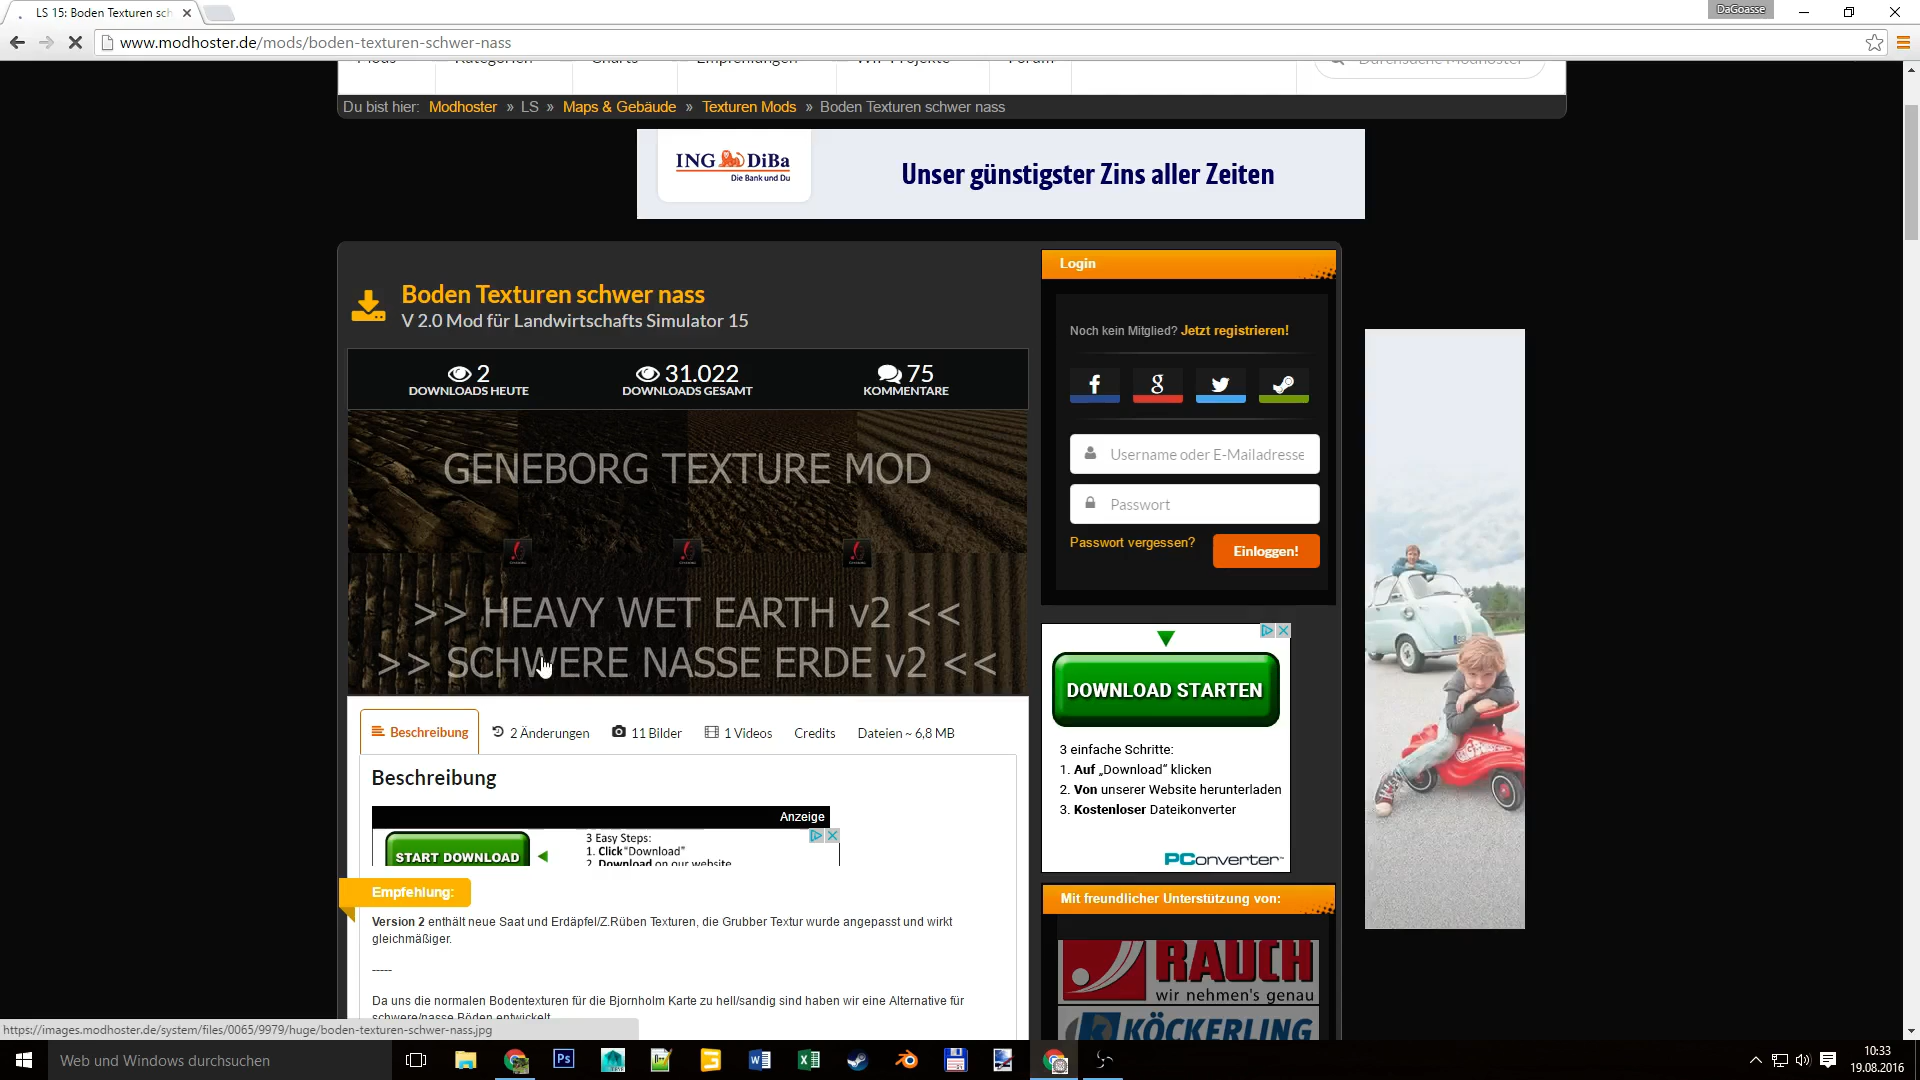 LS 15: Boden Texturen sch
DaGoasse
www.modhoster.de/mods/boden-texturen-schwer-nass
Mods
Kategorien
Charts
Empfehlungen
WIP Projekte
Forum
Durchsuche Modhoster
Du bist hier: Modhoster » LS » Maps & Gebäude » Texturen Mods » Boden Texturen schwer nass
ING DiBa
Die Bank und Du
Unser günstigster Zins aller Zeiten
Boden Texturen schwer nass
V 2.0 Mod für Landwirtschafts Simulator 15
2
DOWNLOADS HEUTE
31.022
DOWNLOADS GESAMT
75
KOMMENTARE
GENEBORG TEXTURE MOD
>> HEAVY WET EARTH v2 <<
>> SCHWERE NASSE ERDE v2 <<
Beschreibung
2 Änderungen
11 Bilder
1 Videos
Credits
Dateien ~ 6,8 MB
Beschreibung
Anzeige
START DOWNLOAD
3 Easy Steps:
1. Click "Download"
2. Download on our website
Empfehlung:
Version 2 enthält neue Saat und Erdäpfel/Z.Rüben Texturen, die Grubber Textur wurde angepasst und wirkt
gleichmäßiger.
-----
Da uns die normalen Bodentexturen für die Bjornholm Karte zu hell/sandig sind haben wir eine Alternative für
schwere/nasse Böden entwickelt.
Login
Noch kein Mitglied? Jetzt registrieren!
Username oder E-Mailadresse
Passwort
Passwort vergessen?
Einloggen!
DOWNLOAD STARTEN
3 einfache Schritte:
1. Auf „Download“ klicken
2. Von unserer Website herunterladen
3. Kostenloser Dateikonverter
PConverter
Mit freundlicher Unterstützung von:
RAUCH
wir nehmen's genau
KÖCKERLING
https://images.modhoster.de/system/files/0065/9979/huge/boden-texturen-schwer-nass.jpg
Web und Windows durchsuchen
10:33
19.08.2016